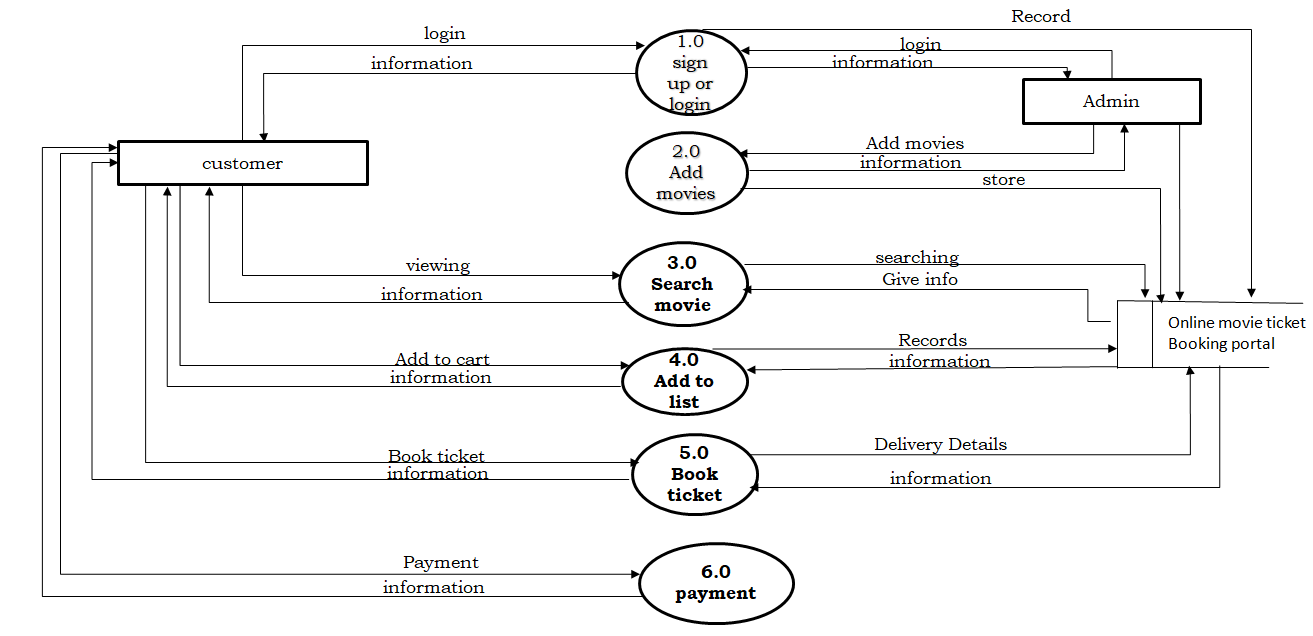 Record
login
1.0
sign
up or
login
login
information
information
Admin
customer
2.0
Add
movies
Add movies
information
store
viewing
information
3.0
Search
movie
searching
Give info
Online movie ticket
Booking portal
Add to cart
information
4.0
Add to
list
Records
information
Book ticket
information
5.0
Book
ticket
Delivery Details
information
Payment
information
6.0
payment